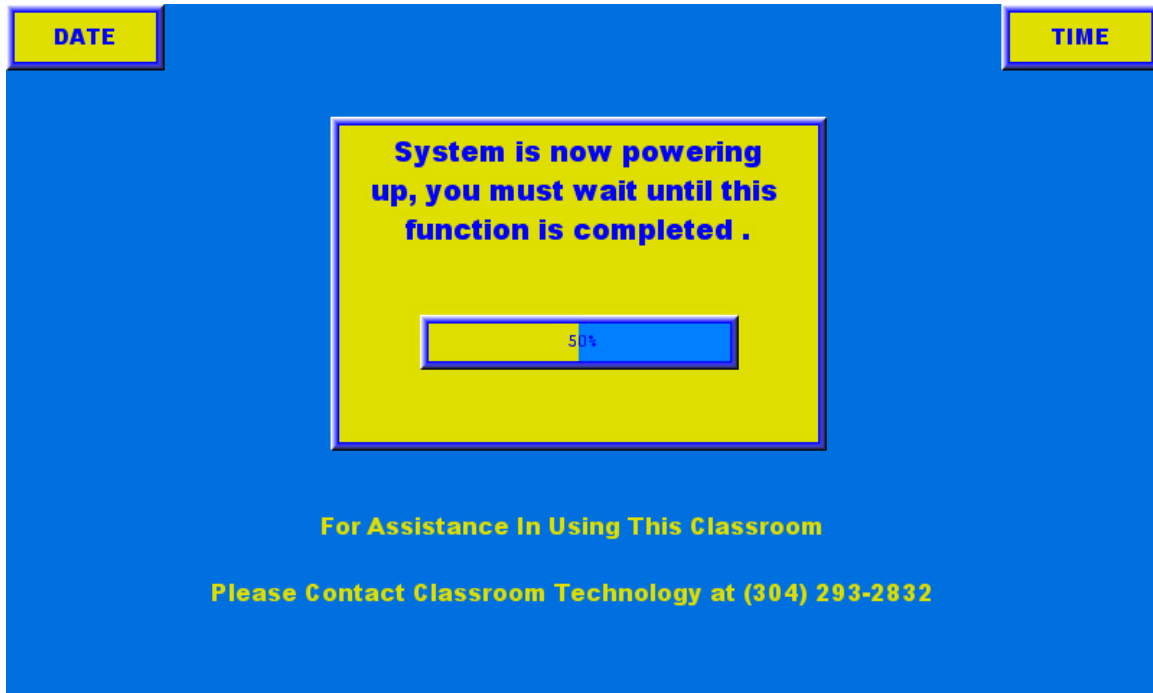 DATE
TIME
System is now powering
up, you must wait until this
function is completed .
50%
For Assistance In Using This Classroom
Please Contact Classroom Technology at (304) 293-2832